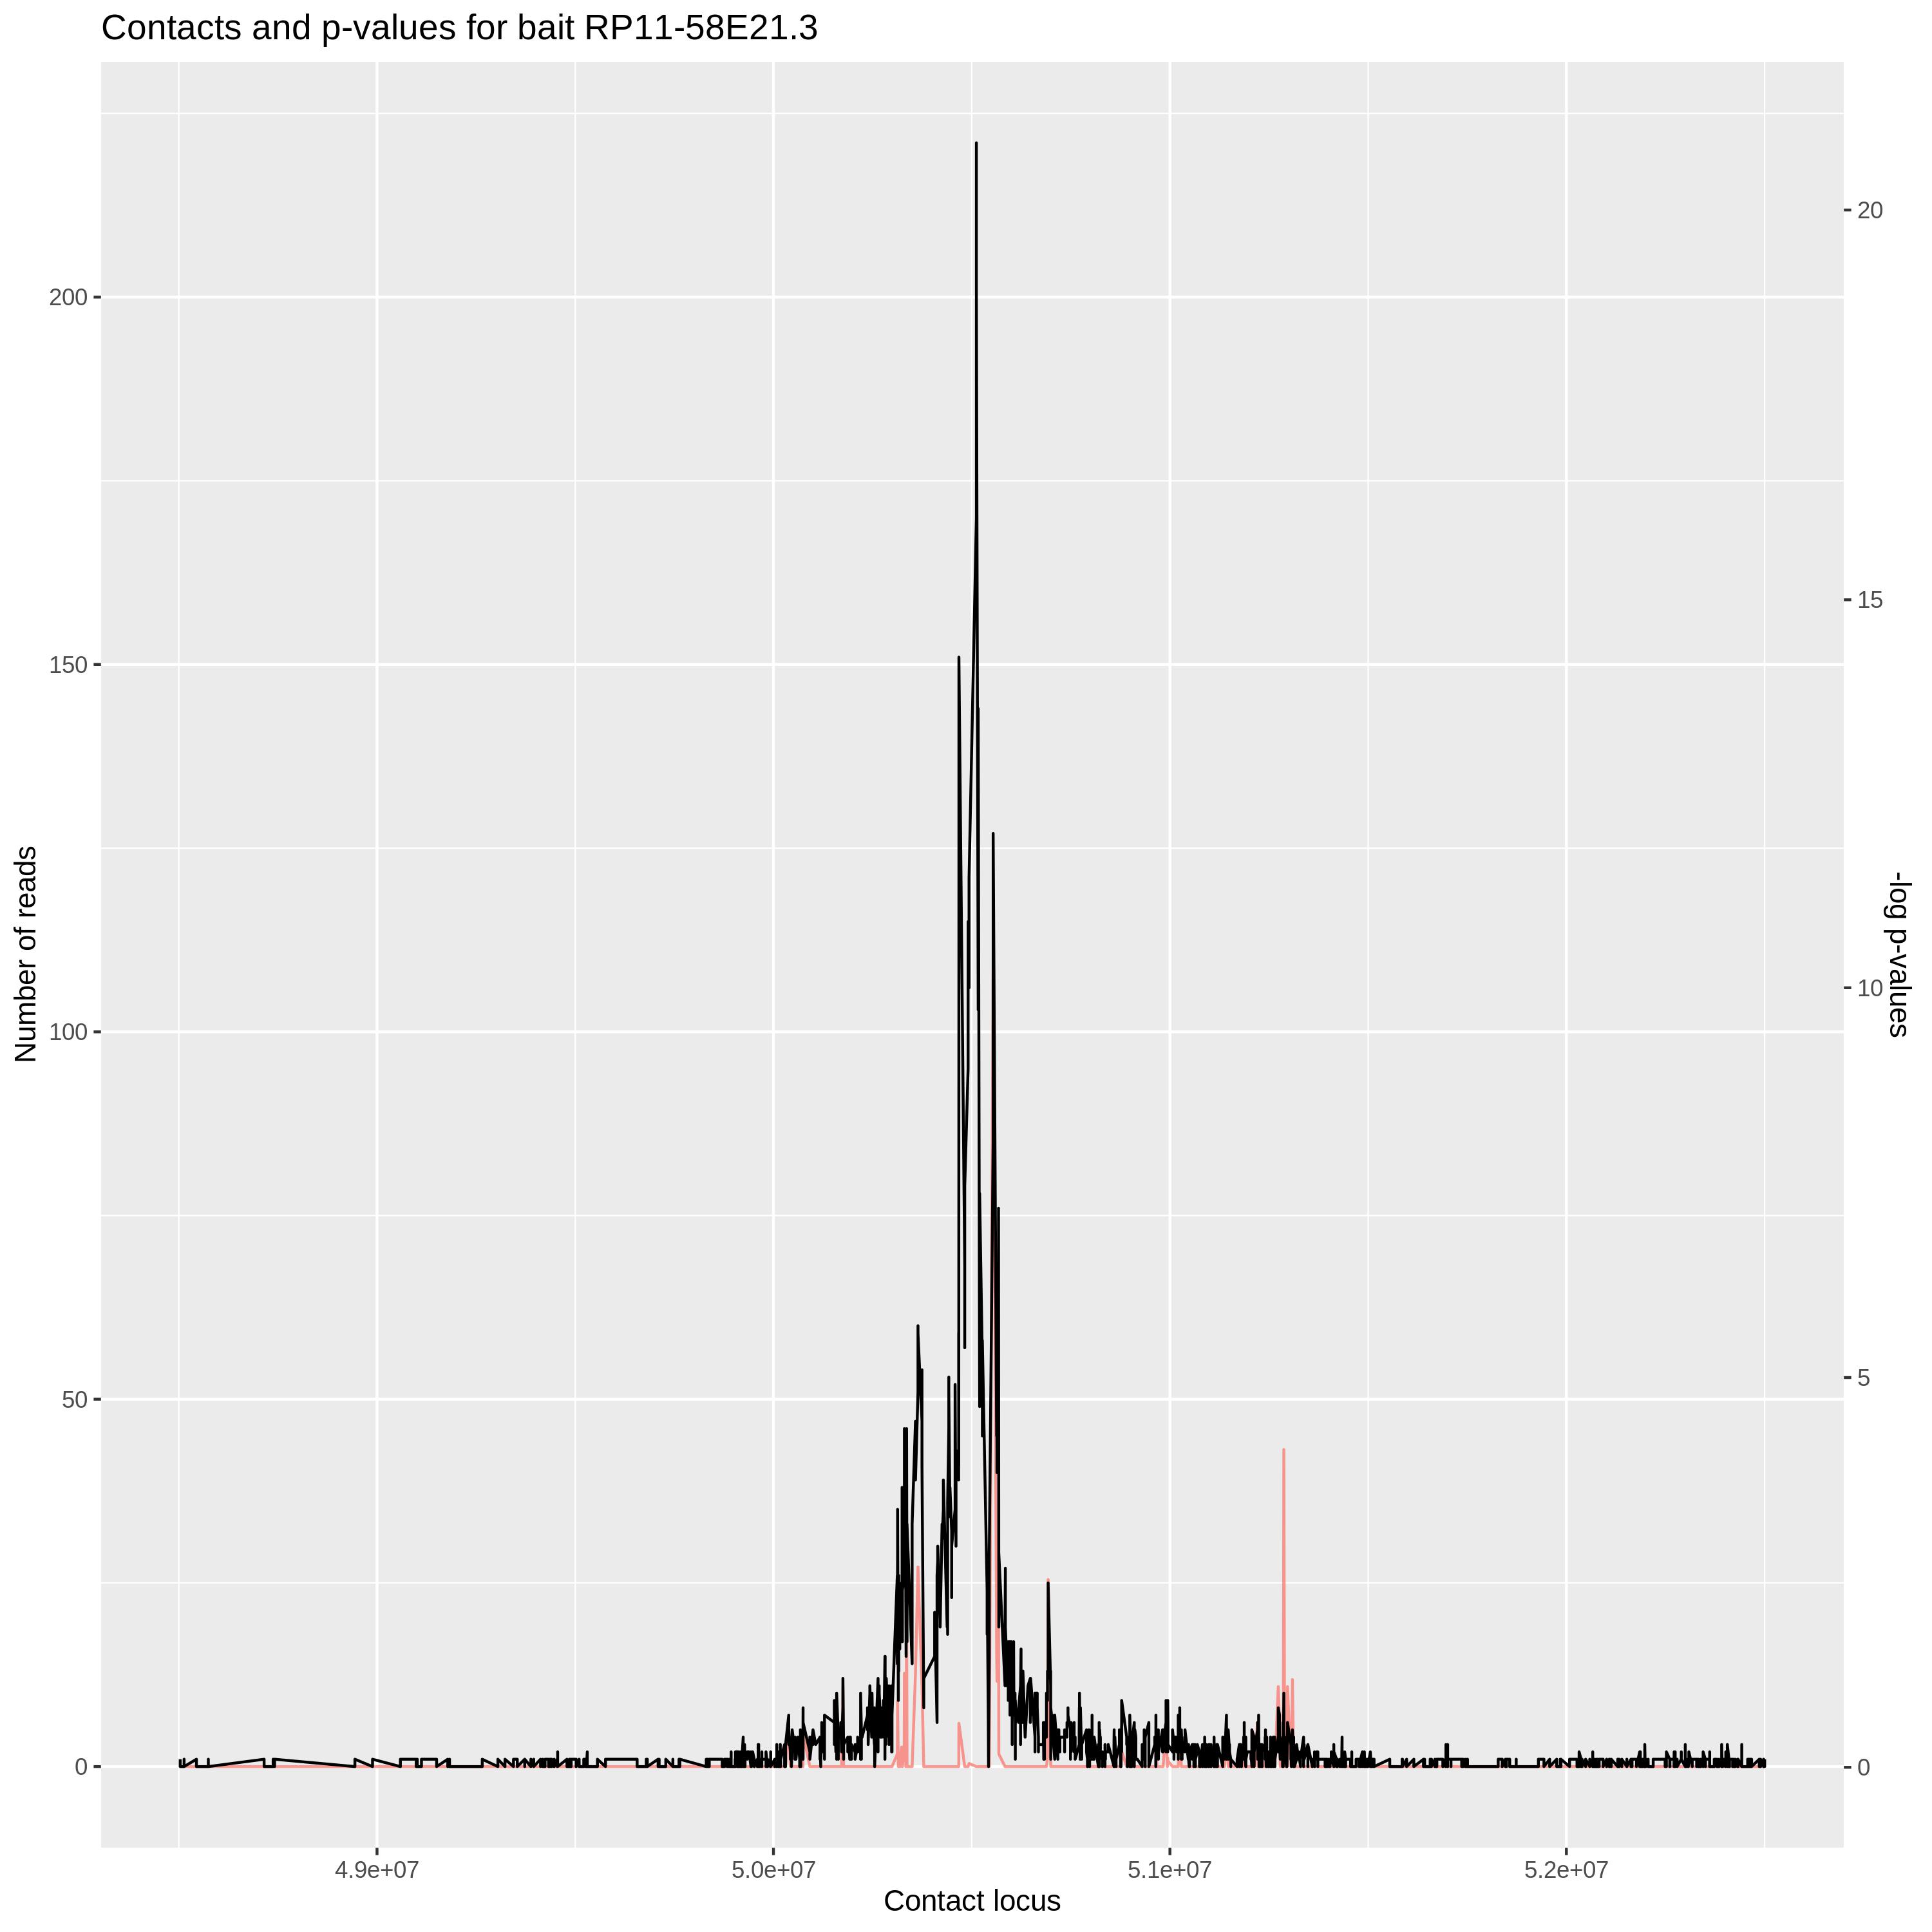 Contacts and p-values for bait RP11-58E21.3
Number of reads
200
150
100
50
0
20
15
10
5
0
-log p-values
4.9e+07 5.0e+07 5.1e+07 5.2e+07
Contact locus